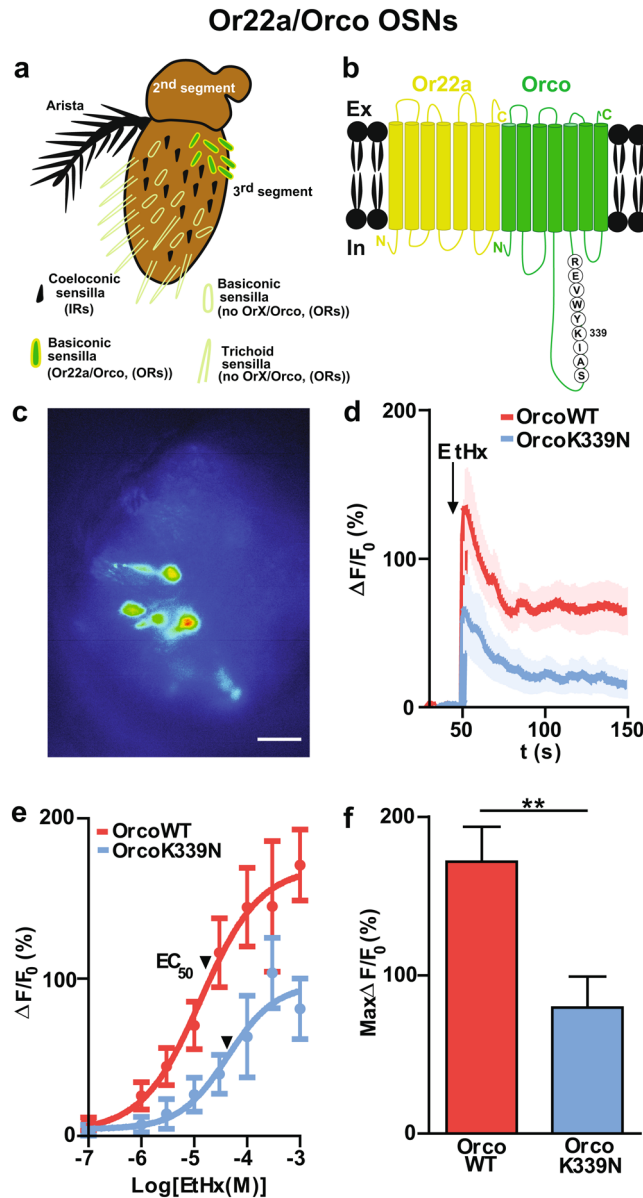 Or22a/Orco OSNs
a
2nd segment
Arista
3rd segment
Coeloconic
sensilla
(IRs)
Basiconic
sensilla
(no OrX/Orco, (ORs))
Basiconic
sensilla
(Or22a/Orco, (ORs))
Trichoid
sensilla
(no OrX/Orco, (ORs))
b
Or22a
Orco
Ex
C
C
In
N
N
R
E
V
W
Y
K 339
I
A
S
c
d
200
OrcoWT
OrcoK339N
EtHx
ΔF/F0 (%)
100
0
50
100
150
t (s)
e
200
OrcoWT
OrcoK339N
EC50
ΔF/F0 (%)
100
0
-7
-6
-5
-4
-3
Log[EtHx(M)]
f
**
200
MaxΔF/F0 (%)
100
0
Orco
WT
Orco
K339N